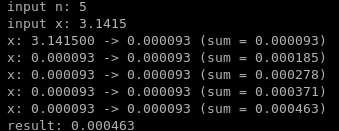 input n: 5
input x: 3.1415
x: 3.141500 -> 0.000093 (sum = 0.000093)
x: 0.000093 -> 0.000093 (sum = 0.000185)
x: 0.000093 -> 0.000093 (sum = 0.000278)
x: 0.000093 -> 0.000093 (sum = 0.000371)
x: 0.000093 -> 0.000093 (sum = 0.000463)
result: 0.000463